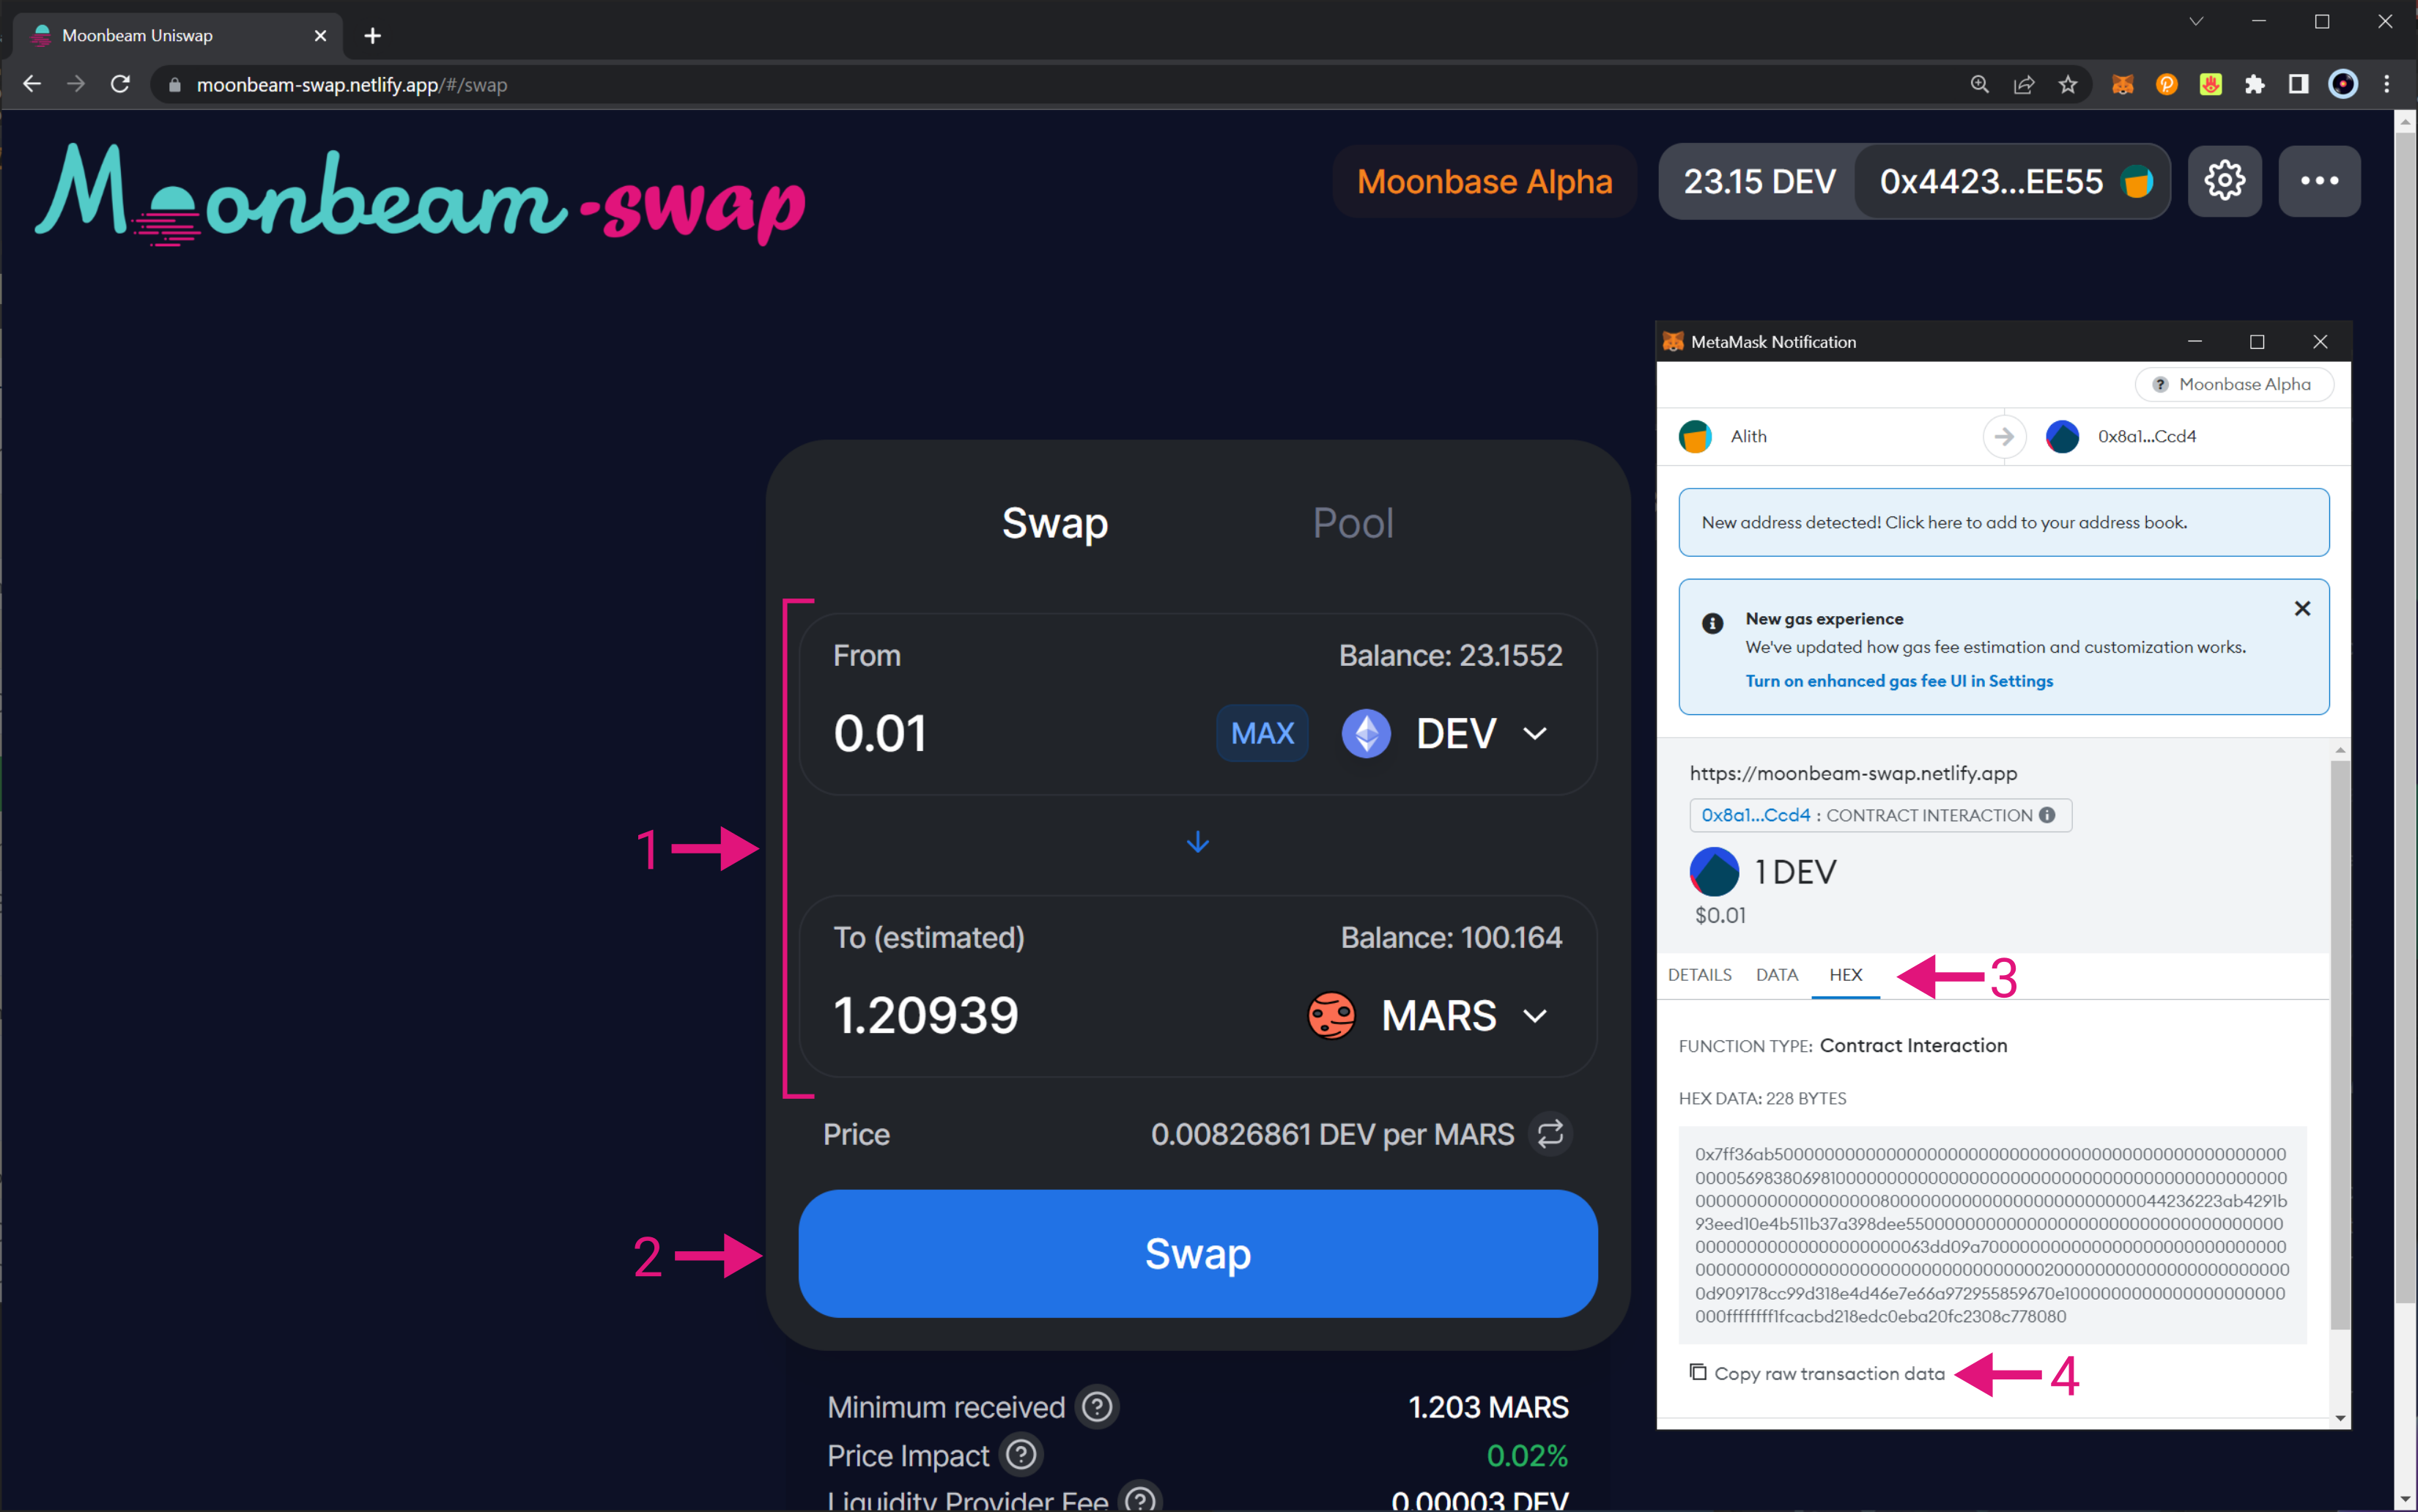 Moonbeam Uniswap
moonbeam-swap.netlify.app/#/swap
Moonbeam-swap
Moonbase Alpha
23.15 DEV
0x4423...EE55
Swap
Pool
1
From
Balance: 23.1552
0.01
MAX
DEV
To (estimated)
Balance: 100.164
1.20939
MARS
Price
0.00826861 DEV per MARS
2
Swap
Minimum received
1.203 MARS
Price Impact
0.02%
Liquidity Provider Fee
0.00003 DEV
MetaMask Notification
Moonbase Alpha
Alith
0x8a1...Ccd4
New address detected! Click here to add to your address book.
New gas experience
We've updated how gas fee estimation and customization works.
Turn on enhanced gas fee UI in Settings
https://moonbeam-swap.netlify.app
0x8a1...Ccd4 : CONTRACT INTERACTION
1 DEV
$0.01
DETAILS
DATA
HEX
3
FUNCTION TYPE: Contract Interaction
HEX DATA: 228 BYTES
Copy raw transaction data
4